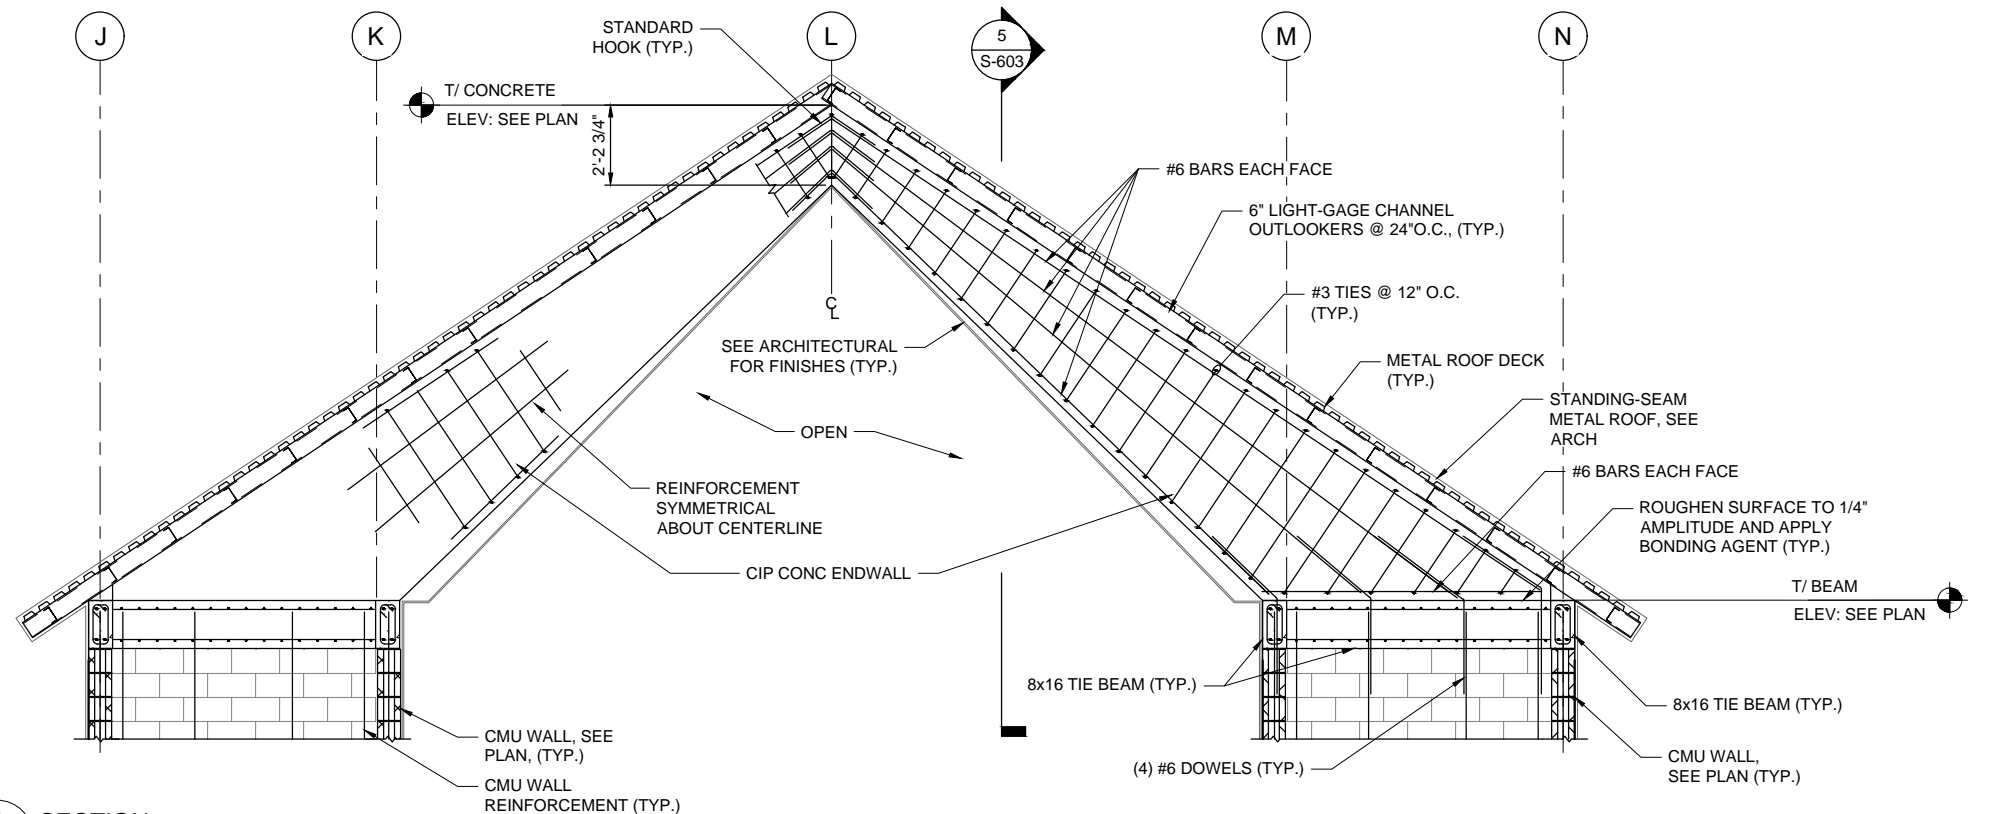 J
K
L
M
N
5
S-603
STANDARD
HOOK (TYP.)
T/ CONCRETE
ELEV: SEE PLAN
2'-2 3/4"
#6 BARS EACH FACE
6" LIGHT-GAGE CHANNEL
OUTLOOKERS @ 24"O.C., (TYP.)
#3 TIES @ 12" O.C.
(TYP.)
CL
SEE ARCHITECTURAL
FOR FINISHES (TYP.)
METAL ROOF DECK
(TYP.)
STANDING-SEAM
METAL ROOF, SEE
ARCH
OPEN
#6 BARS EACH FACE
REINFORCEMENT
SYMMETRICAL
ABOUT CENTERLINE
ROUGHEN SURFACE TO 1/4"
AMPLITUDE AND APPLY
BONDING AGENT (TYP.)
CIP CONC ENDWALL
T/ BEAM
ELEV: SEE PLAN
8x16 TIE BEAM (TYP.)
8x16 TIE BEAM (TYP.)
CMU WALL, SEE
PLAN, (TYP.)
(4) #6 DOWELS (TYP.)
CMU WALL,
SEE PLAN (TYP.)
CMU WALL
REINFORCEMENT (TYP.)